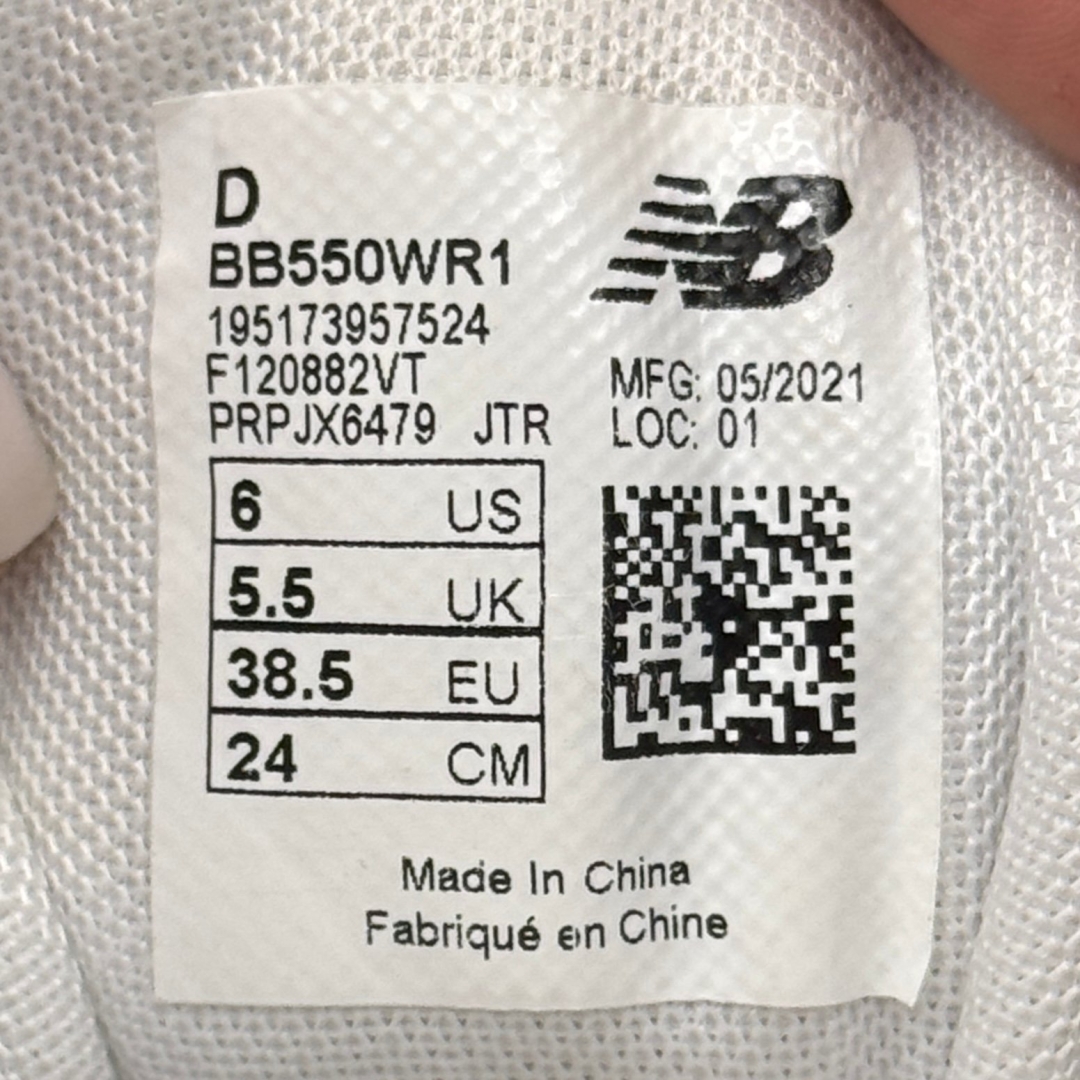 D
NB
BB550WR1
195173957524
F120882VT
PRPJX6479 JTR
MFG: 05/2021
LOC: 01
6 US
5.5 UK
38.5 EU
24 CM
Made In China
Fabriqué en Chine